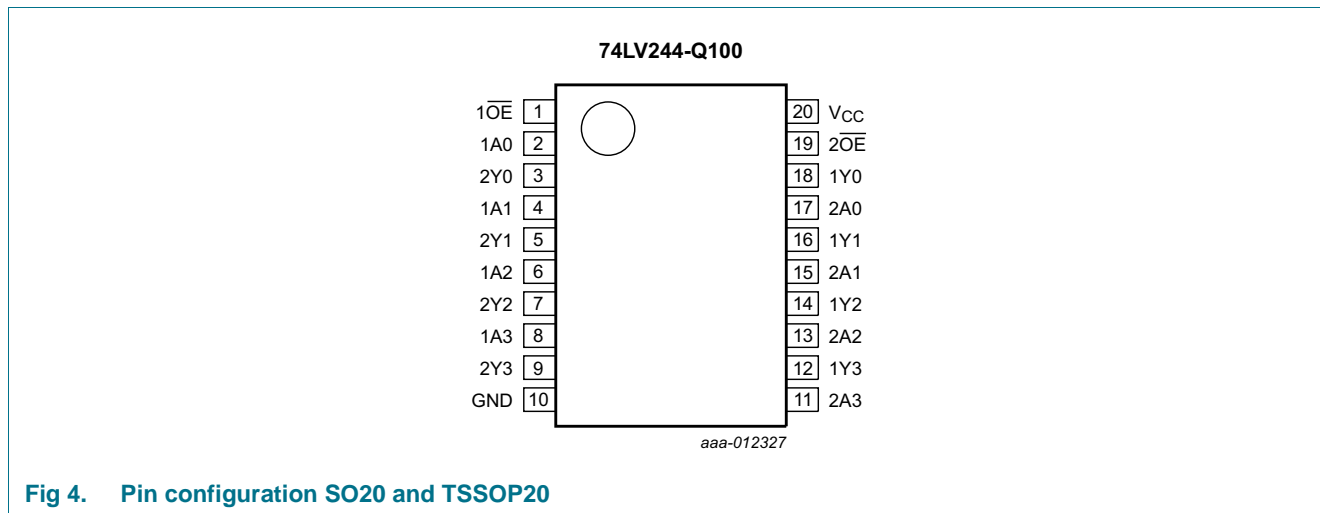 74LV244-Q100
1O̅E̅ 1 20 VCC
1A0 2 19 2O̅E̅
2Y0 3 18 1Y0
1A1 4 17 2A0
2Y1 5 16 1Y1
1A2 6 15 2A1
2Y2 7 14 1Y2
1A3 8 13 2A2
2Y3 9 12 1Y3
GND 10 11 2A3
aaa-012327
Fig 4. Pin configuration SO20 and TSSOP20